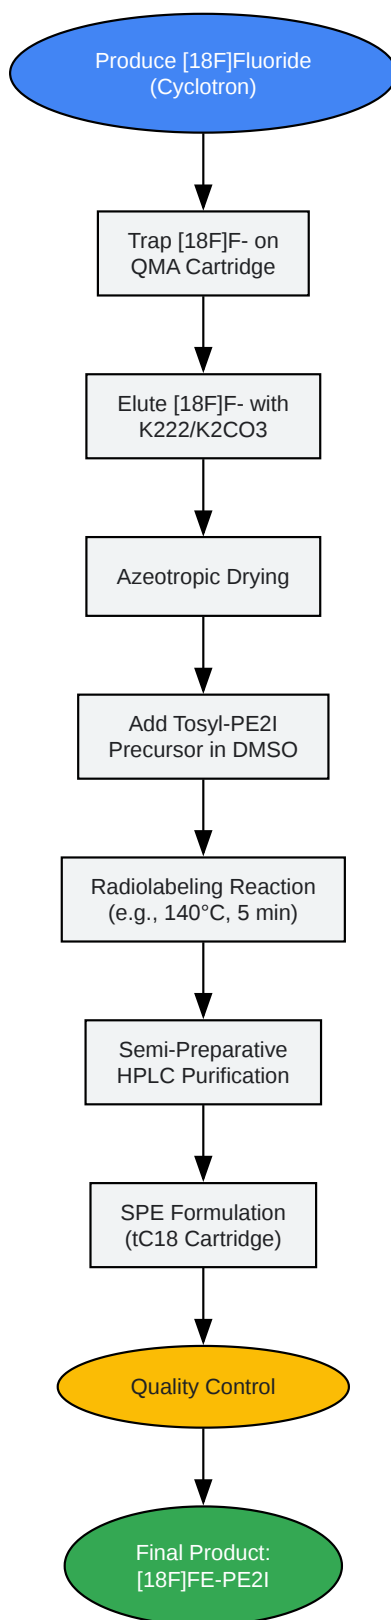 Produce [18F]Fluoride
(Cyclotron)
Trap [18F]F- on
QMA Cartridge
Elute [18F]F- with
K222/K2CO3
Azeotropic Drying
Add Tosyl-PE2I
Precursor in DMSO
Radiolabeling Reaction
(e.g., 140°C, 5 min)
Semi-Preparative
HPLC Purification
SPE Formulation
(tC18 Cartridge)
Quality Control
Final Product:
[18F]FE-PE2I